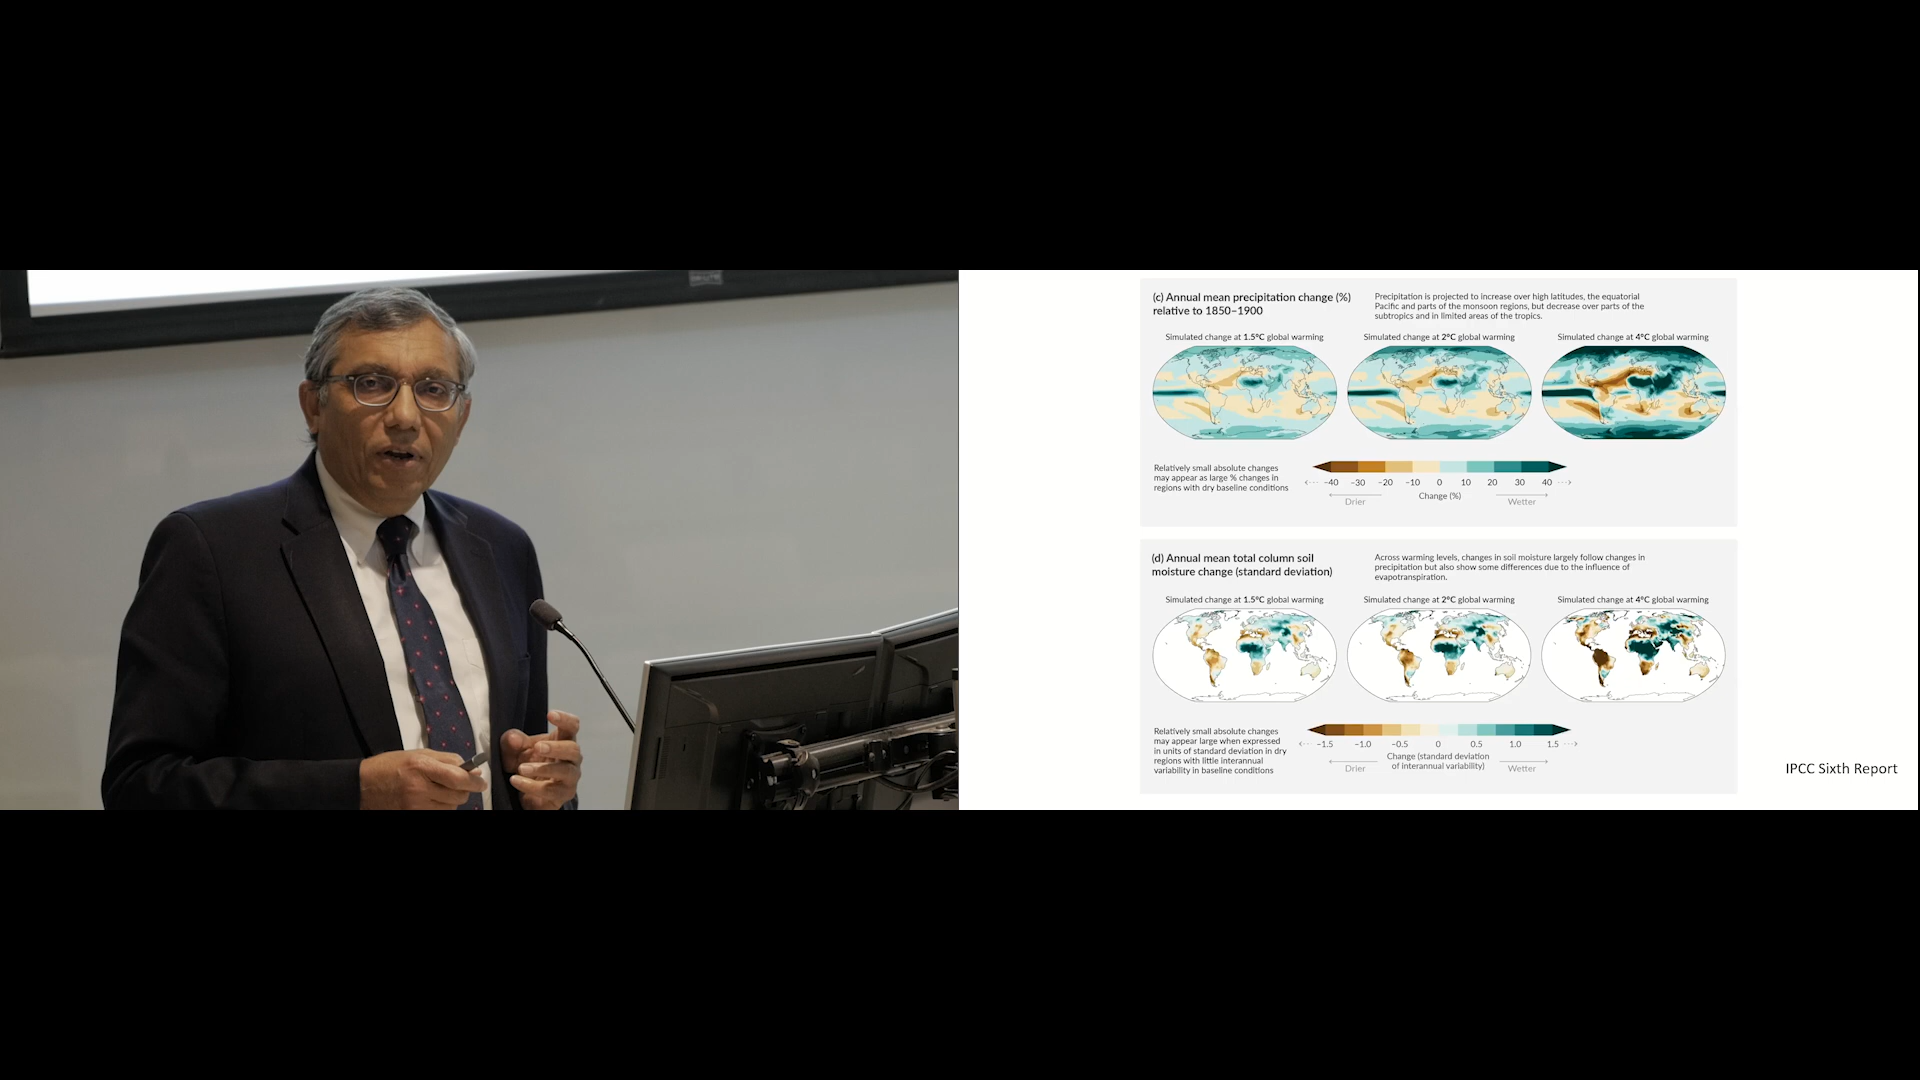 (c) Annual mean precipitation change (%)
relative to 1850–1900
Precipitation is projected to increase over high latitudes, the equatorial
Pacific and parts of the monsoon regions, but decrease over parts of the
subtropics and in limited areas of the tropics.
Simulated change at 1.5°C global warming
Simulated change at 2°C global warming
Simulated change at 4°C global warming
Relatively small absolute changes
may appear as large % changes in
regions with dry baseline conditions
−40 −30 −20 −10 0 10 20 30 40
Change (%)
Drier
Wetter
(d) Annual mean total column soil
moisture change (standard deviation)
Across warming levels, changes in soil moisture largely follow changes in
precipitation but also show some differences due to the influence of
evapotranspiration.
Simulated change at 1.5°C global warming
Simulated change at 2°C global warming
Simulated change at 4°C global warming
Relatively small absolute changes
may appear large when expressed
in units of standard deviation in dry
regions with little interannual
variability in baseline conditions
−1.5 −1.0 −0.5 0 0.5 1.0 1.5
Change (standard deviation
of interannual variability)
Drier
Wetter
IPCC Sixth Report